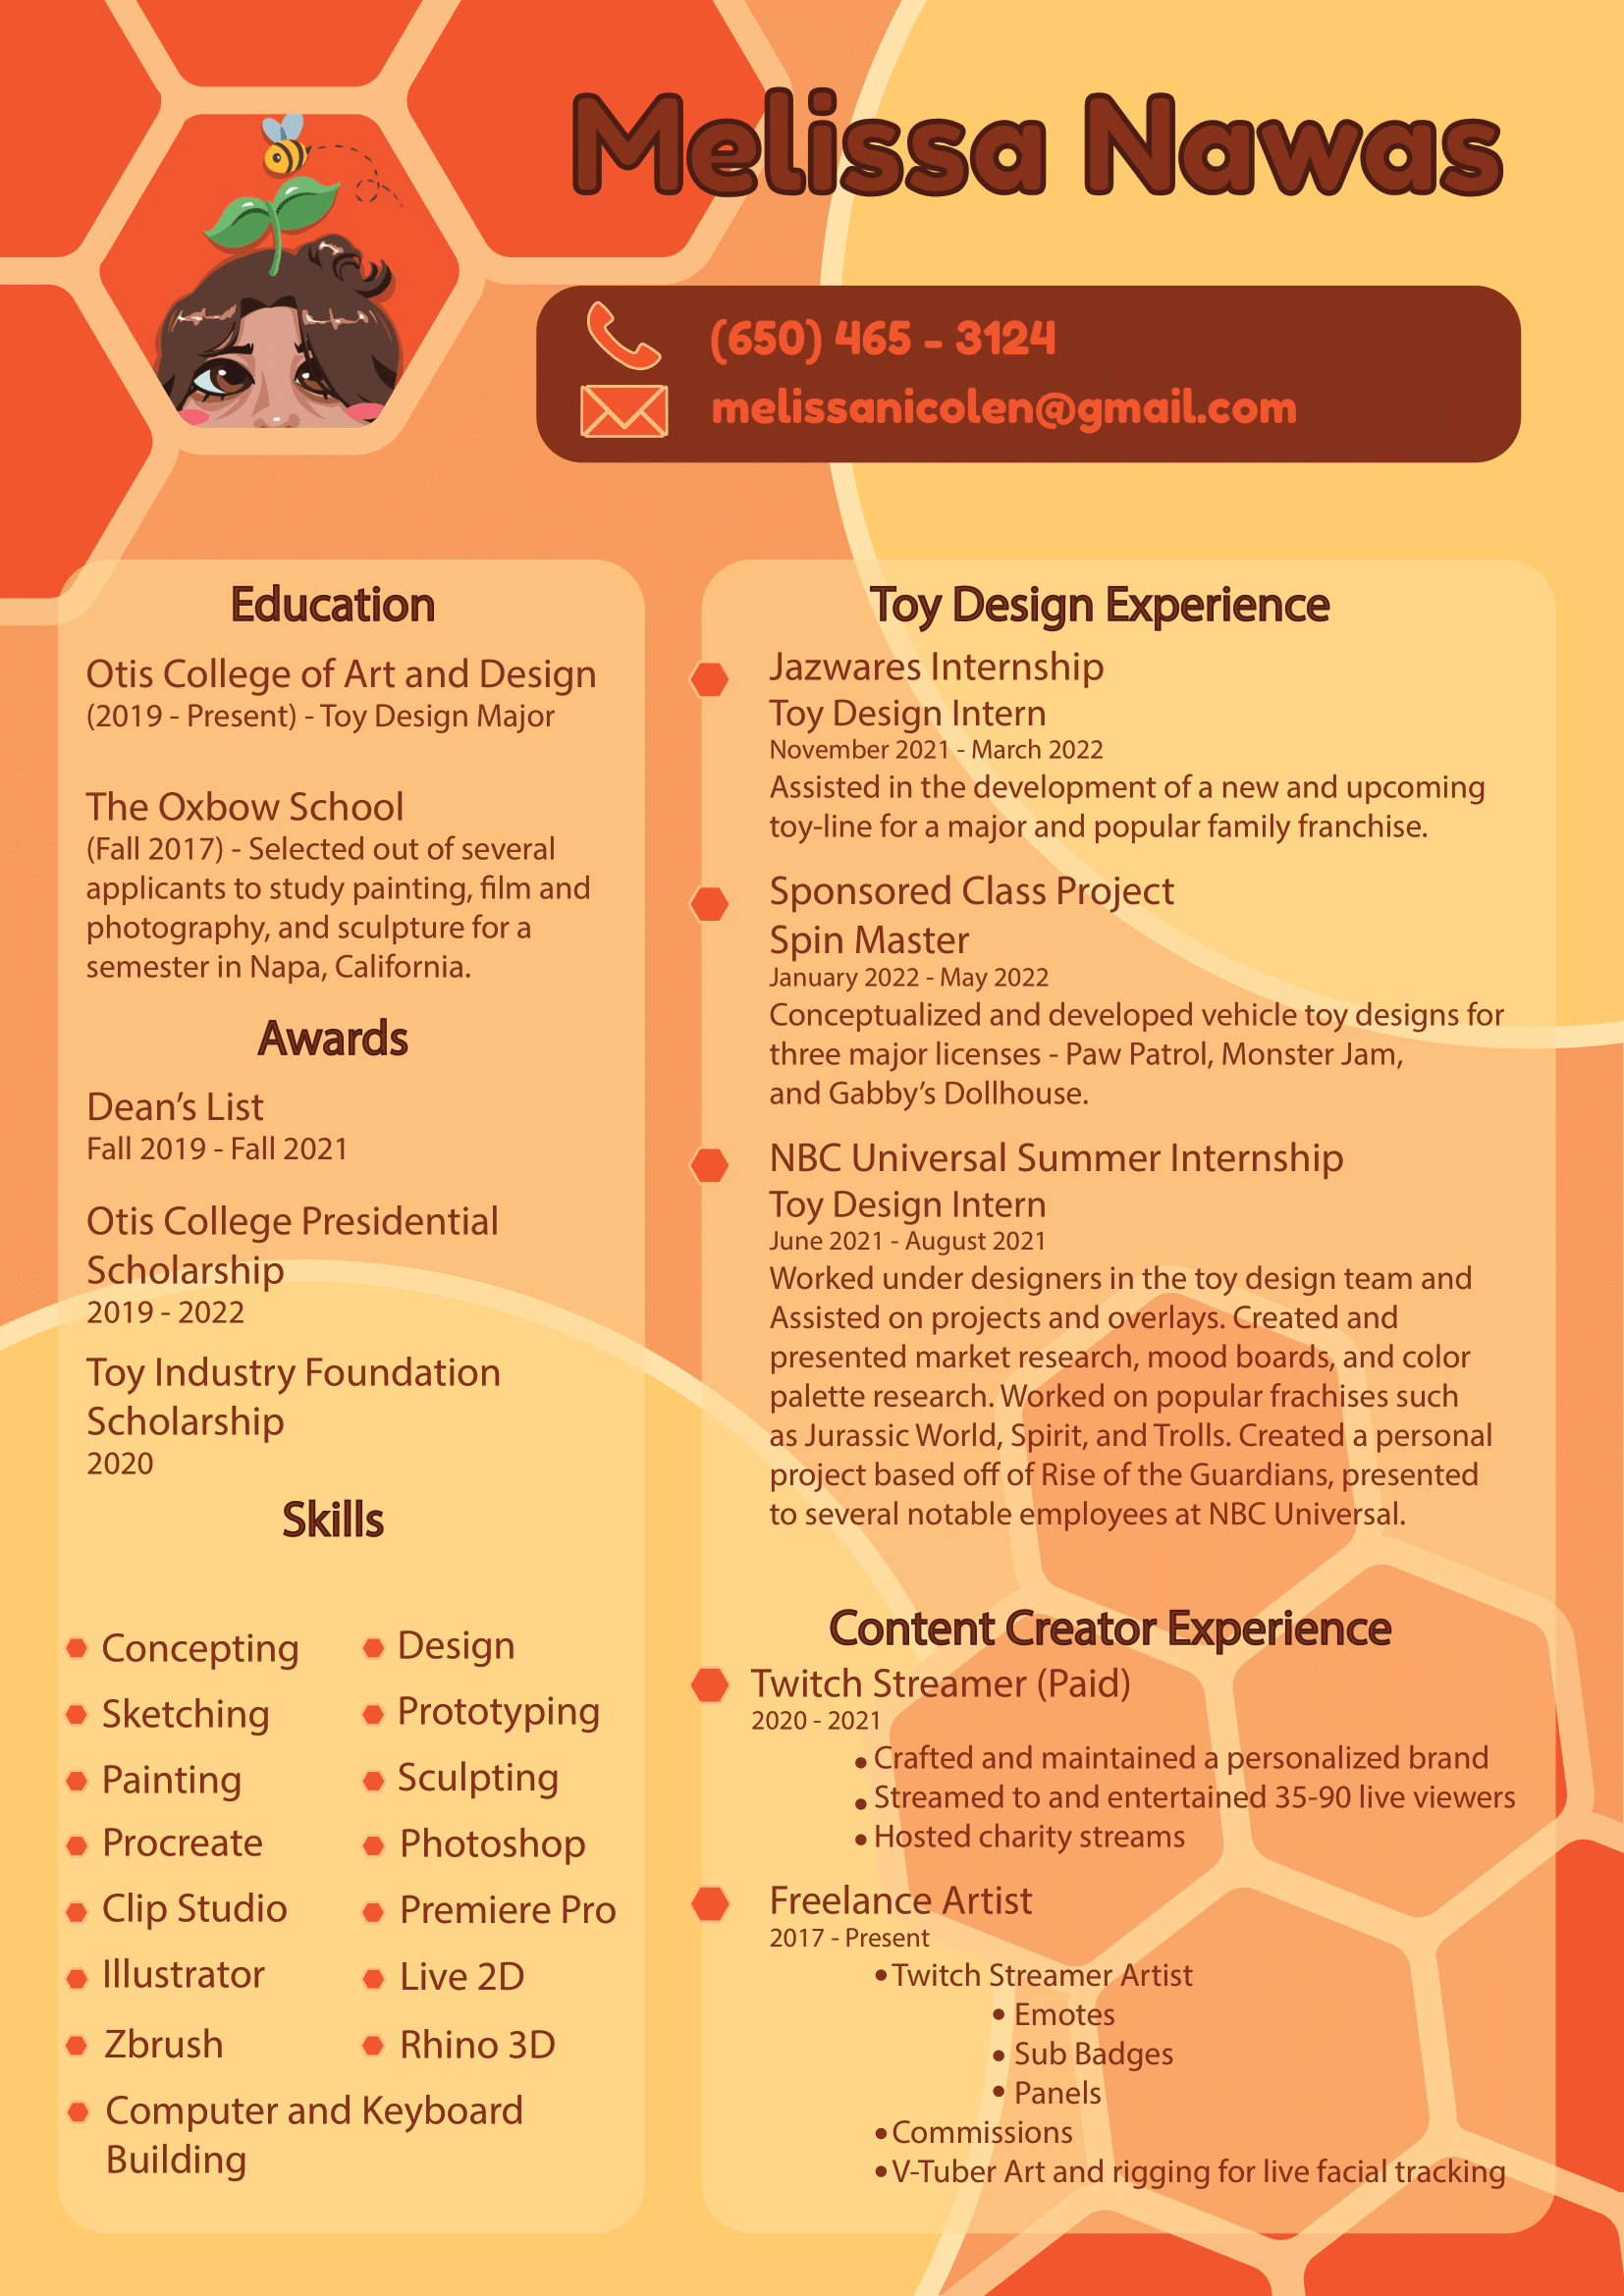 Melissa Nawas
(650) 465 - 3124
melissanicolen@gmail.com
Education
Otis College of Art and Design
(2019 - Present) - Toy Design Major
The Oxbow School
(Fall 2017) - Selected out of several
applicants to study painting, film and
photography, and sculpture for a
semester in Napa, California.
Awards
Dean’s List
Fall 2019 - Fall 2021
Otis College Presidential
Scholarship
2019 - 2022
Toy Industry Foundation
Scholarship
2020
Skills
Concepting
Sketching
Painting
Procreate
Clip Studio
Illustrator
Zbrush
Computer and Keyboard
Building
Design
Prototyping
Sculpting
Photoshop
Premiere Pro
Live 2D
Rhino 3D
Toy Design Experience
Jazwares Internship
Toy Design Intern
November 2021 - March 2022
Assisted in the development of a new and upcoming
toy-line for a major and popular family franchise.
Sponsored Class Project
Spin Master
January 2022 - May 2022
Conceptualized and developed vehicle toy designs for
three major licenses - Paw Patrol, Monster Jam,
and Gabby’s Dollhouse.
NBC Universal Summer Internship
Toy Design Intern
June 2021 - August 2021
Worked under designers in the toy design team and
Assisted on projects and overlays. Created and
presented market research, mood boards, and color
palette research. Worked on popular frachises such
as Jurassic World, Spirit, and Trolls. Created a personal
project based off of Rise of the Guardians, presented
to several notable employees at NBC Universal.
Content Creator Experience
Twitch Streamer (Paid)
2020 - 2021
• Crafted and maintained a personalized brand
• Streamed to and entertained 35-90 live viewers
• Hosted charity streams
Freelance Artist
2017 - Present
• Twitch Streamer Artist
• Emotes
• Sub Badges
• Panels
• Commissions
• V-Tuber Art and rigging for live facial tracking